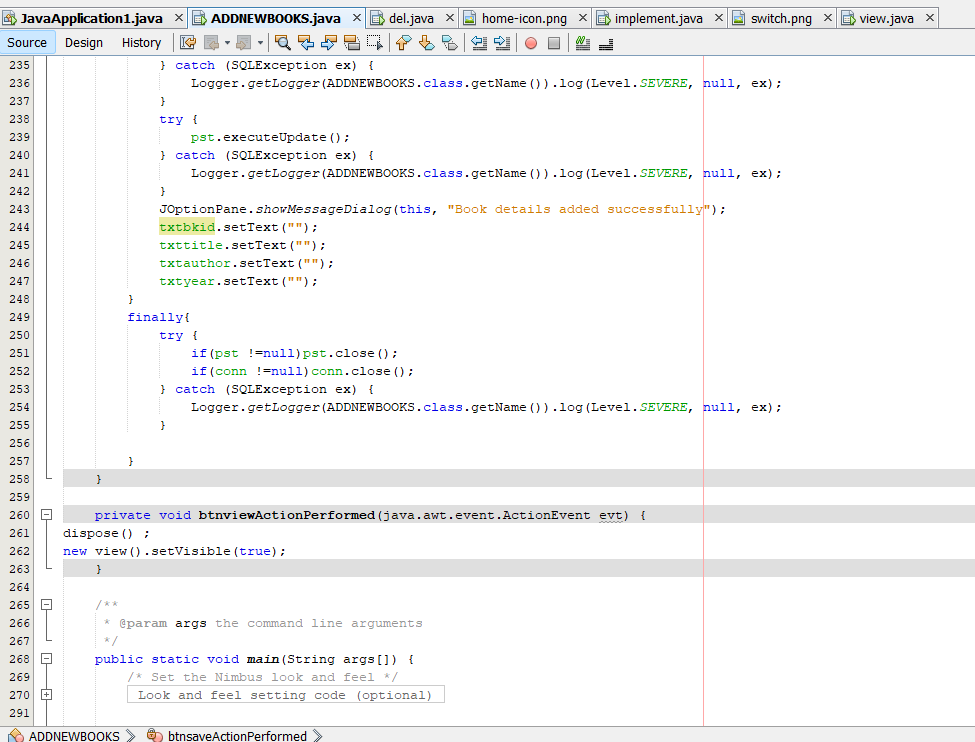 JavaApplication1.java ADDNEWBOOKS.java del.java home-icon.png implement.java switch.png view.java
Source Design History
235 } catch (SQLException ex) {
236 Logger.getLogger(ADDNEWBOOKS.class.getName()).log(Level.SEVERE, null, ex);
237 }
238 try {
239 pst.executeUpdate();
240 } catch (SQLException ex) {
241 Logger.getLogger(ADDNEWBOOKS.class.getName()).log(Level.SEVERE, null, ex);
242 }
243 JOptionPane.showMessageDialog(this, "Book details added successfully");
244 txtbkid.setText("");
245 txttitle.setText("");
246 txtauthor.setText("");
247 txtyear.setText("");
248 }
249 finally{
250 try {
251 if(pst !=null)pst.close();
252 if(conn !=null)conn.close();
253 } catch (SQLException ex) {
254 Logger.getLogger(ADDNEWBOOKS.class.getName()).log(Level.SEVERE, null, ex);
255 }
256
257 }
258 }
259
260 private void btnviewActionPerformed(java.awt.event.ActionEvent evt) {
261 dispose() ;
262 new view().setVisible(true);
263 }
264
265 /**
266 * @param args the command line arguments
267 */
268 public static void main(String args[]) {
269 /* Set the Nimbus look and feel */
270 Look and feel setting code (optional)
291
ADDNEWBOOKS btnsaveActionPerformed